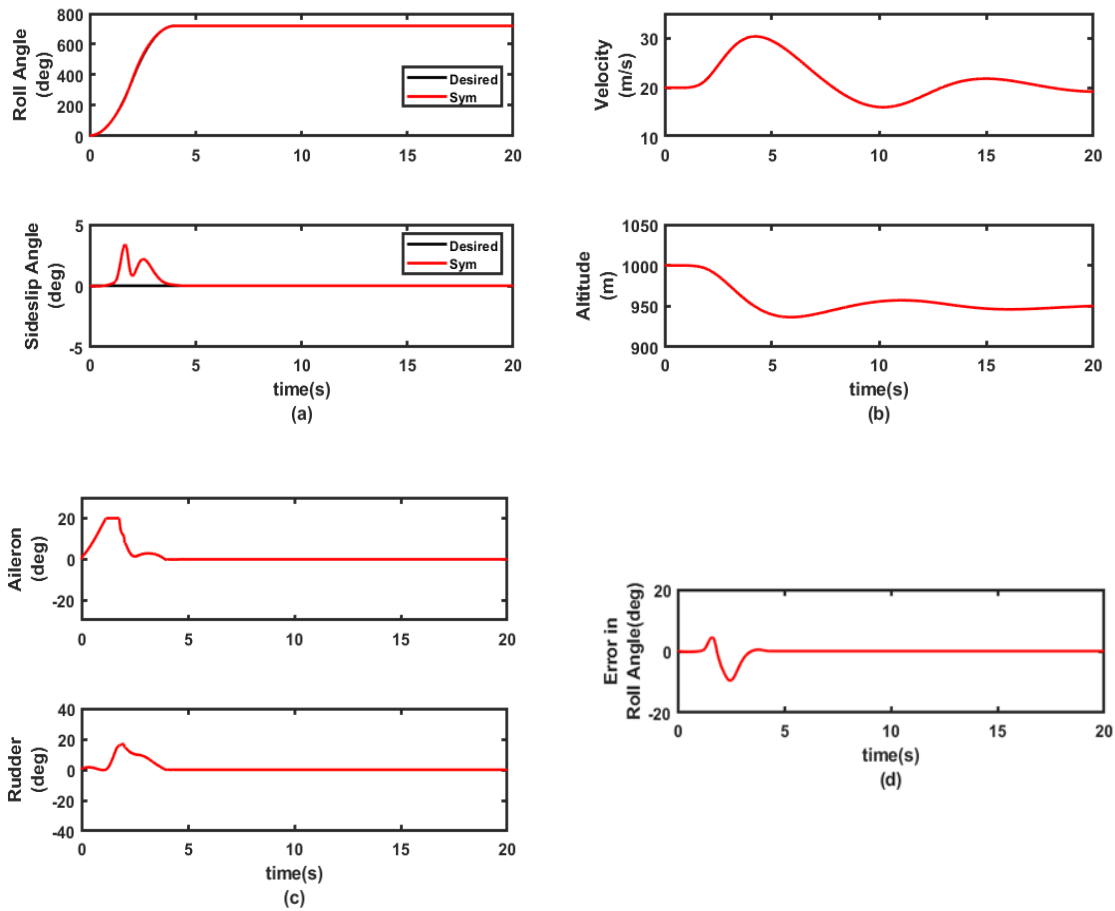 Roll Angle
(deg)
800
600
400
200
0
0
5
10
15
20
Desired
Sym
Sideslip Angle
(deg)
5
0
-5
0
5
10
15
20
Desired
Sym
time(s)
(a)
Velocity
(m/s)
30
20
10
0
5
10
15
20
Altitude
(m)
1050
1000
950
900
0
5
10
15
20
time(s)
(b)
Aileron
(deg)
20
0
-20
0
5
10
15
20
Rudder
(deg)
40
20
0
-20
-40
0
5
10
15
20
time(s)
(c)
Error in
Roll Angle(deg)
20
0
-20
0
5
10
15
20
time(s)
(d)